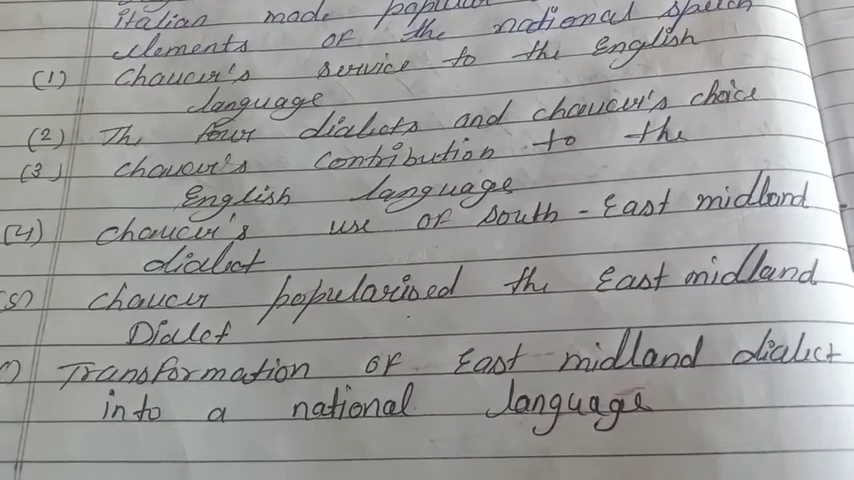 italian made popular
elements of the national speech
(1) Chaucer's service to the English
language
(2) The four dialects and chaucer's choice
(3) chaucer's contribution to the
English language
(4) chaucer's use of South-East midland
dialect
(5) chaucer popularised the East midland
Dialet
) Transformation of East midland dialect
into a national language